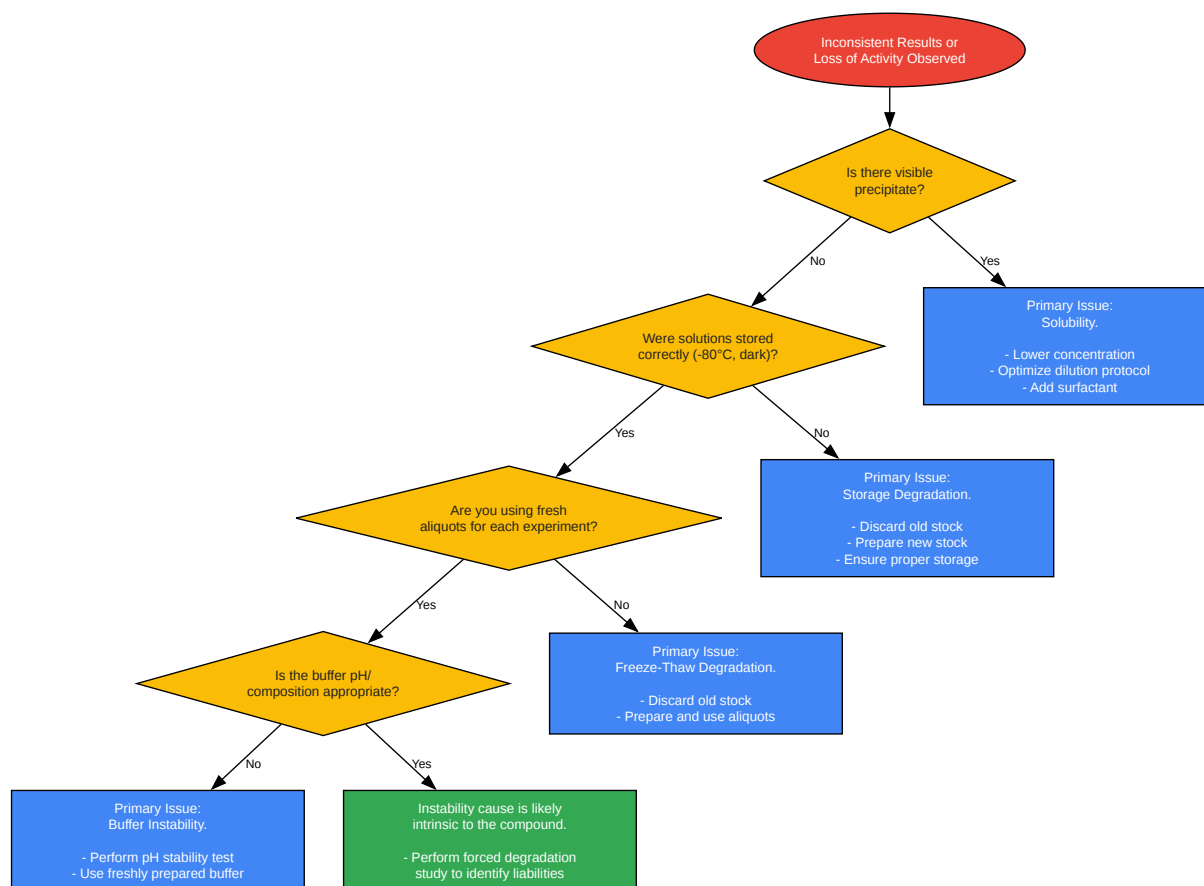 Inconsistent Results or
Loss of Activity Observed
Is there visible
precipitate?
No
Yes
Primary Issue:
Solubility.
- Lower concentration
- Optimize dilution protocol
- Add surfactant
Were solutions stored
correctly (-80°C, dark)?
Yes
No
Primary Issue:
Storage Degradation.
- Discard old stock
- Prepare new stock
- Ensure proper storage
Are you using fresh
aliquots for each experiment?
Yes
No
Primary Issue:
Freeze-Thaw Degradation.
- Discard old stock
- Prepare and use aliquots
Is the buffer pH/
composition appropriate?
No
Yes
Primary Issue:
Buffer Instability.
- Perform pH stability test
- Use freshly prepared buffer
Instability cause is likely
intrinsic to the compound.
- Perform forced degradation
study to identify liabilities